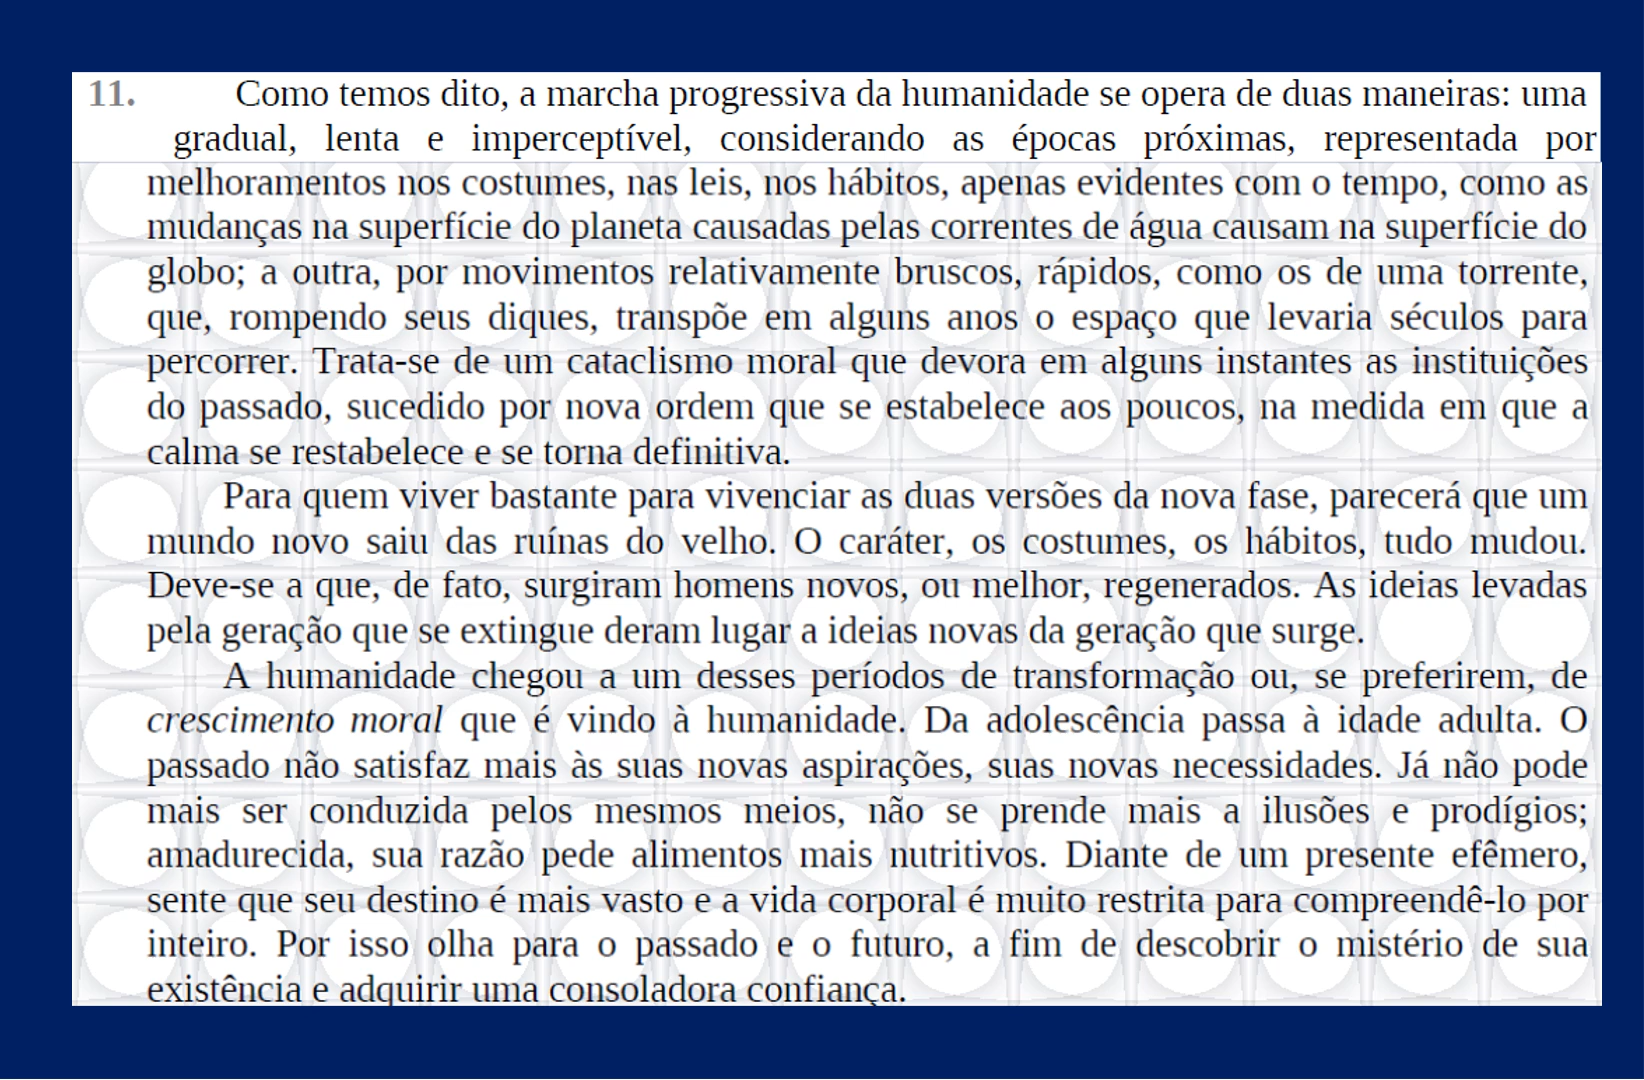 11. Como temos dito, a marcha progressiva da humanidade se opera de duas maneiras: uma
gradual, lenta e imperceptível, considerando as épocas próximas, representada por
melhoramentos nos costumes, nas leis, nos hábitos, apenas evidentes com o tempo, como as
mudanças na superfície do planeta causadas pelas correntes de água causam na superfície do
globo; a outra, por movimentos relativamente bruscos, rápidos, como os de uma torrente,
que, rompendo seus diques, transpõe em alguns anos o espaço que levaria séculos para
percorrer. Trata-se de um cataclismo moral que devora em alguns instantes as instituições
do passado, sucedido por nova ordem que se estabelece aos poucos, na medida em que a
calma se restabelece e se torna definitiva.
Para quem viver bastante para vivenciar as duas versões da nova fase, parecerá que um
mundo novo saiu das ruínas do velho. O caráter, os costumes, os hábitos, tudo mudou.
Deve-se a que, de fato, surgiram homens novos, ou melhor, regenerados. As ideias levadas
pela geração que se extingue deram lugar a ideias novas da geração que surge.
A humanidade chegou a um desses períodos de transformação ou, se preferirem, de
crescimento moral que é vindo à humanidade. Da adolescência passa à idade adulta. O
passado não satisfaz mais às suas novas aspirações, suas novas necessidades. Já não pode
mais ser conduzida pelos mesmos meios, não se prende mais a ilusões e prodígios;
amadurecida, sua razão pede alimentos mais nutritivos. Diante de um presente efêmero,
sente que seu destino é mais vasto e a vida corporal é muito restrita para compreendê-lo por
inteiro. Por isso olha para o passado e o futuro, a fim de descobrir o mistério de sua
existência e adquirir uma consoladora confiança.